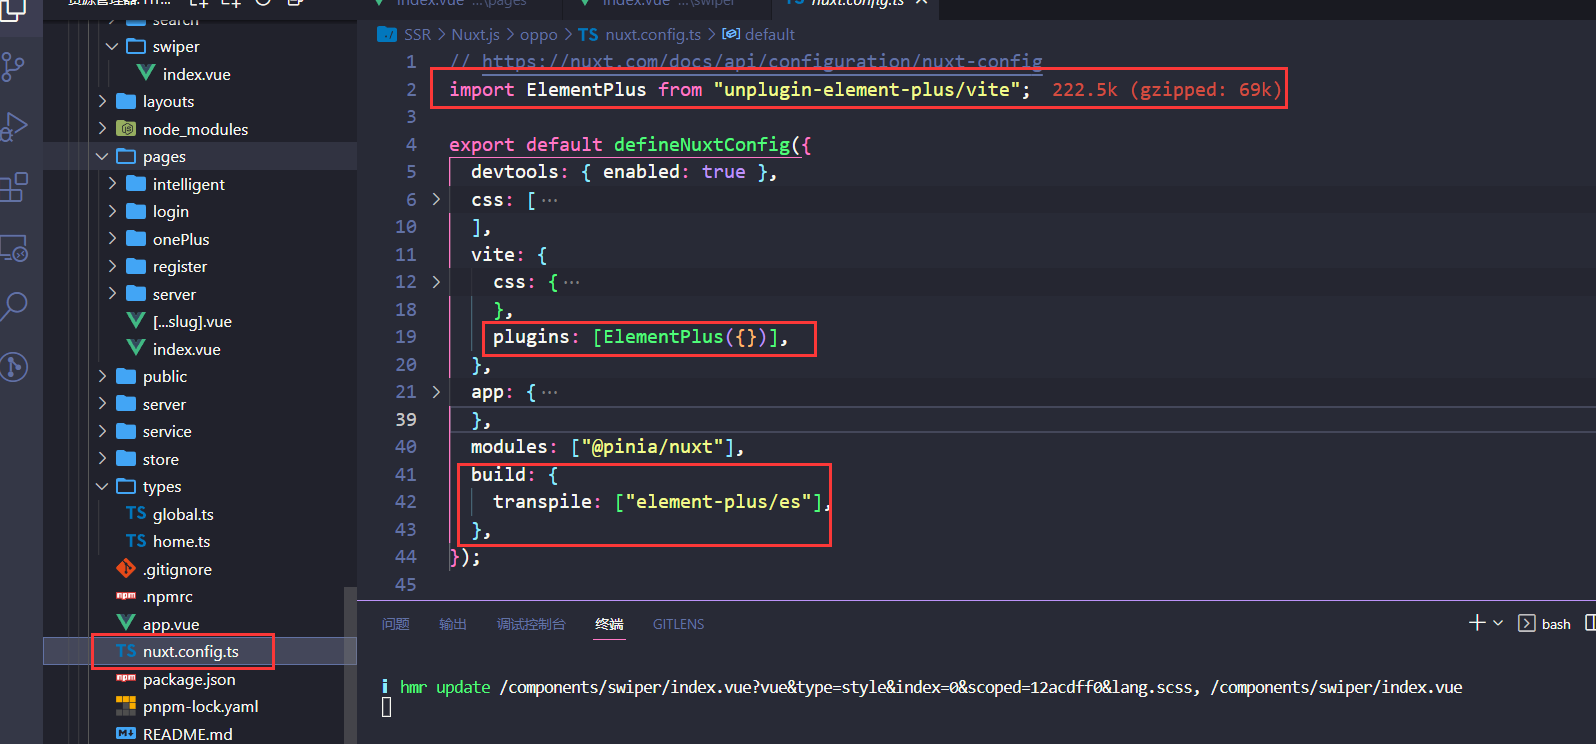 index.vue ...\pages
index.vue ...\swiper
nuxt.config.ts
search
swiper
index.vue
layouts
node_modules
pages
intelligent
login
onePlus
register
server
[...slug].vue
index.vue
public
server
service
store
types
TS global.ts
TS home.ts
.gitignore
npm .npmrc
app.vue
TS nuxt.config.ts
npm package.json
pnpm-lock.yaml
README.md
SSR > Nuxt.js > oppo > TS nuxt.config.ts > default
1 // https://nuxt.com/docs/api/configuration/nuxt-config
2 import ElementPlus from "unplugin-element-plus/vite"; 222.5k (gzipped: 69k)
3
4 export default defineNuxtConfig({
5 devtools: { enabled: true },
6 css: [ ...
10 ],
11 vite: {
12 css: { ...
18 },
19 plugins: [ElementPlus({})],
20 },
21 app: { ...
39 },
40 modules: ["@pinia/nuxt"],
41 build: {
42 transpile: ["element-plus/es"],
43 },
44 });
45
问题 输出 调试控制台 终端 GITLENS
bash
i hmr update /components/swiper/index.vue?vue&type=style&index=0&scoped=12acdff0&lang.scss, /components/swiper/index.vue